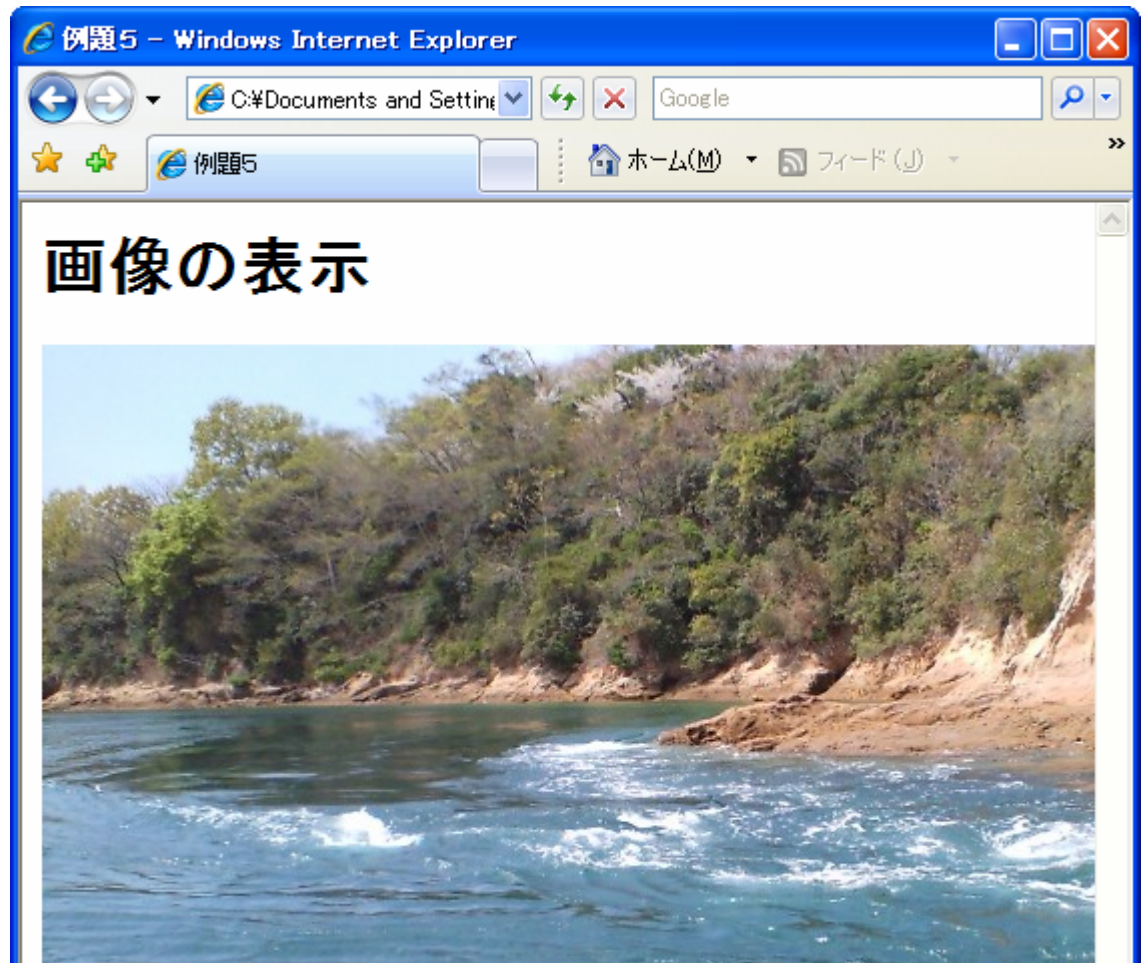 例題5 - Windows Internet Explorer
C:¥Documents and Setting
Google
例題5
ホーム(M)
フィード(J)
»
画像の表示